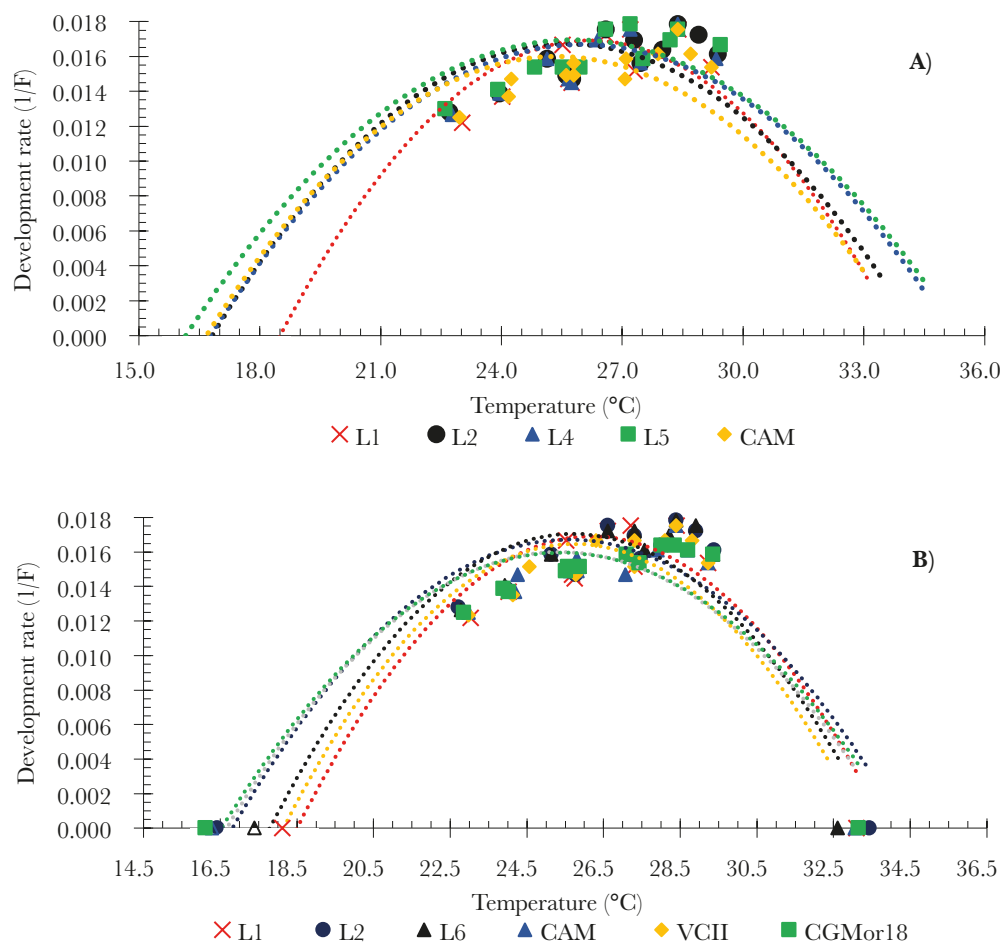 0.018
0.016
0.014
0.012
0.010
0.008
0.006
0.004
0.002
0.000
Development rate (1/F)
A)
15.0 18.0 21.0 24.0 27.0 30.0 33.0 36.0
Temperature (°C)
L1 L2 L4 L5 CAM
0.018
0.016
0.014
0.012
0.010
0.008
0.006
0.004
0.002
0.000
Development rate (1/F)
B)
14.5 16.5 18.5 20.5 22.5 24.5 26.5 28.5 30.5 32.5 34.5 36.5
Temperature (°C)
L1 L2 L6 CAM VCII CGMor18